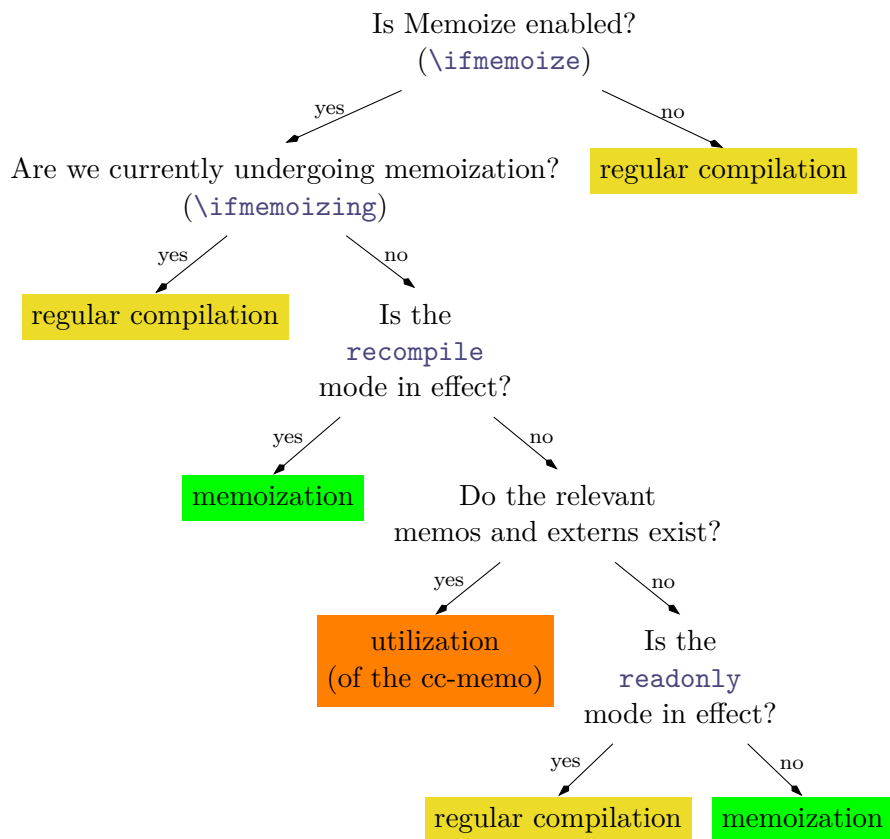 Is Memoize enabled?
(\ifmemoize)
yes
no
Are we currently undergoing memoization?
(\ifmemoizing)
regular compilation
yes
no
regular compilation
Is the
recompile
mode in effect?
yes
no
memoization
Do the relevant
memos and externs exist?
yes
no
utilization
(of the cc-memo)
Is the
readonly
mode in effect?
yes
no
regular compilation
memoization